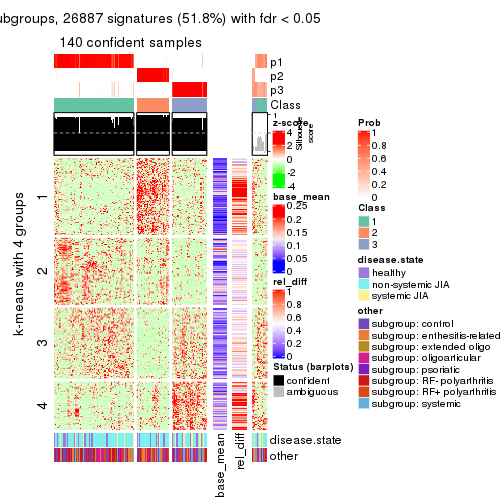 ubgroups, 26887 signatures (51.8%) with fdr < 0.05
140 confident samples
p1
p2
p3
Class
1
Silhouette
score
k-means with 4 groups
1
2
3
4
disease.state
other
base_mean
rel_diff
z-score
4
2
0
-2
-4
base_mean
0.25
0.2
0.15
0.1
0.05
0
rel_diff
1
0.8
0.6
0.4
0.2
0
Status (barplots)
confident
ambiguous
Prob
1
0.8
0.6
0.4
0.2
0
Class
1
2
3
disease.state
healthy
non-systemic JIA
systemic JIA
other
subgroup: control
subgroup: enthesitis-related
subgroup: extended oligo
subgroup: oligoarticular
subgroup: psoriatic
subgroup: RF- polyarthritis
subgroup: RF+ polyarthritis
subgroup: systemic